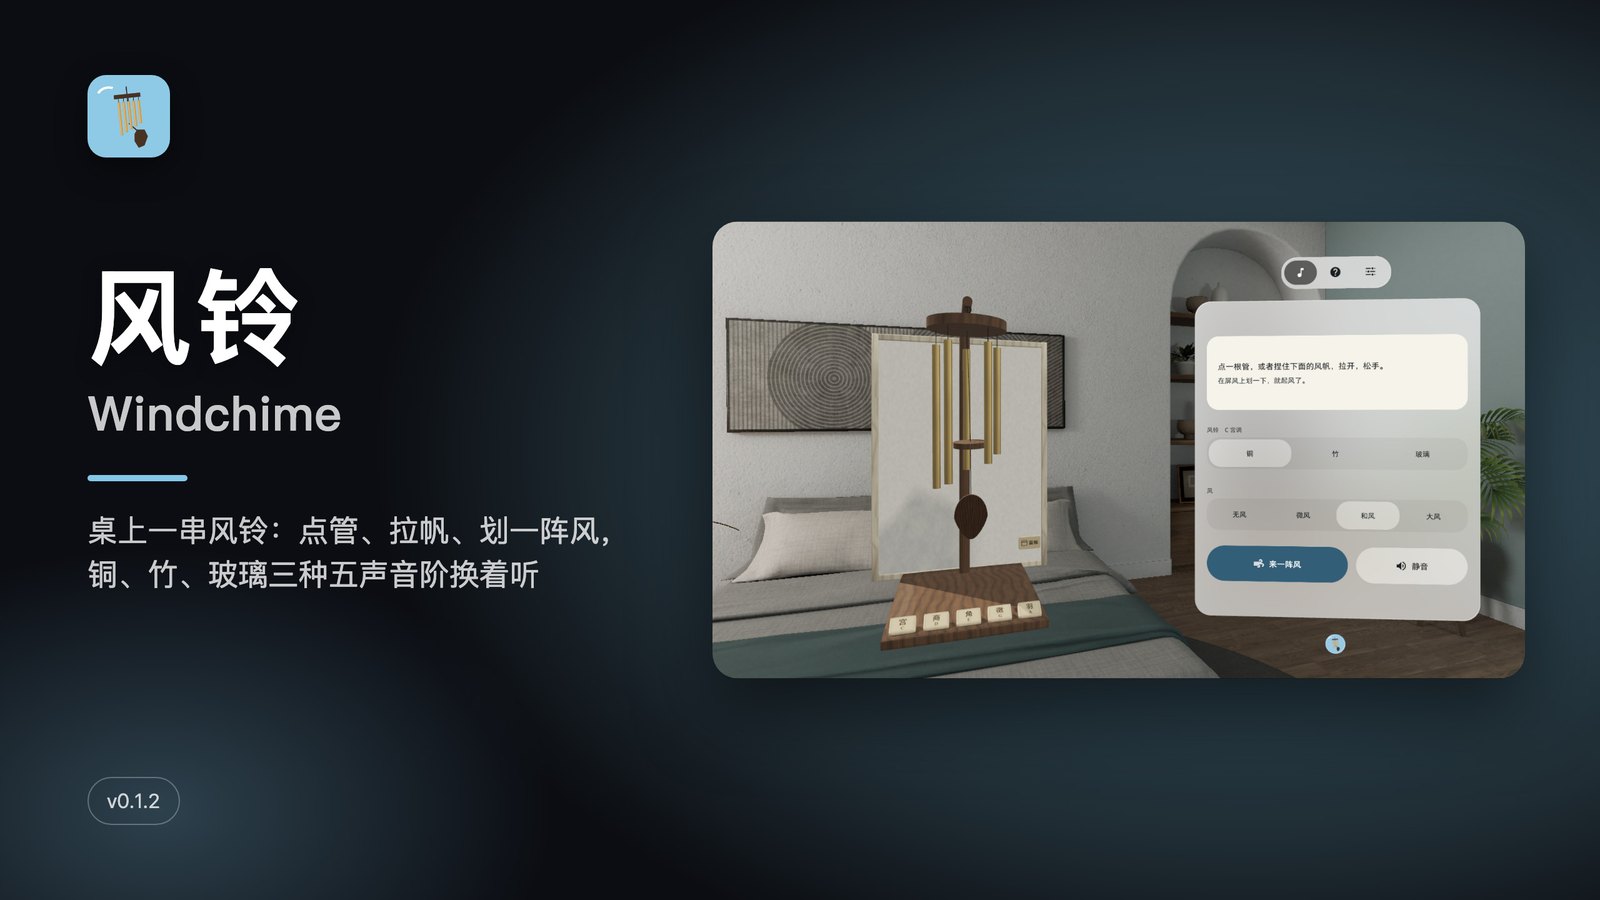 风铃
Windchime
桌上一串风铃：点管、拉帆、划一阵风，
铜、竹、玻璃三种五声音阶换着听
v0.1.2
点一根管，或者捏住下面的风帆，拉开，松手。
在屏风上划一下，就起风了。
风铃 C 宫调
铜 竹 玻璃
风
无风 微风 和风 大风
来一阵风 静音
宫 商 角 徵 羽
C D E G A